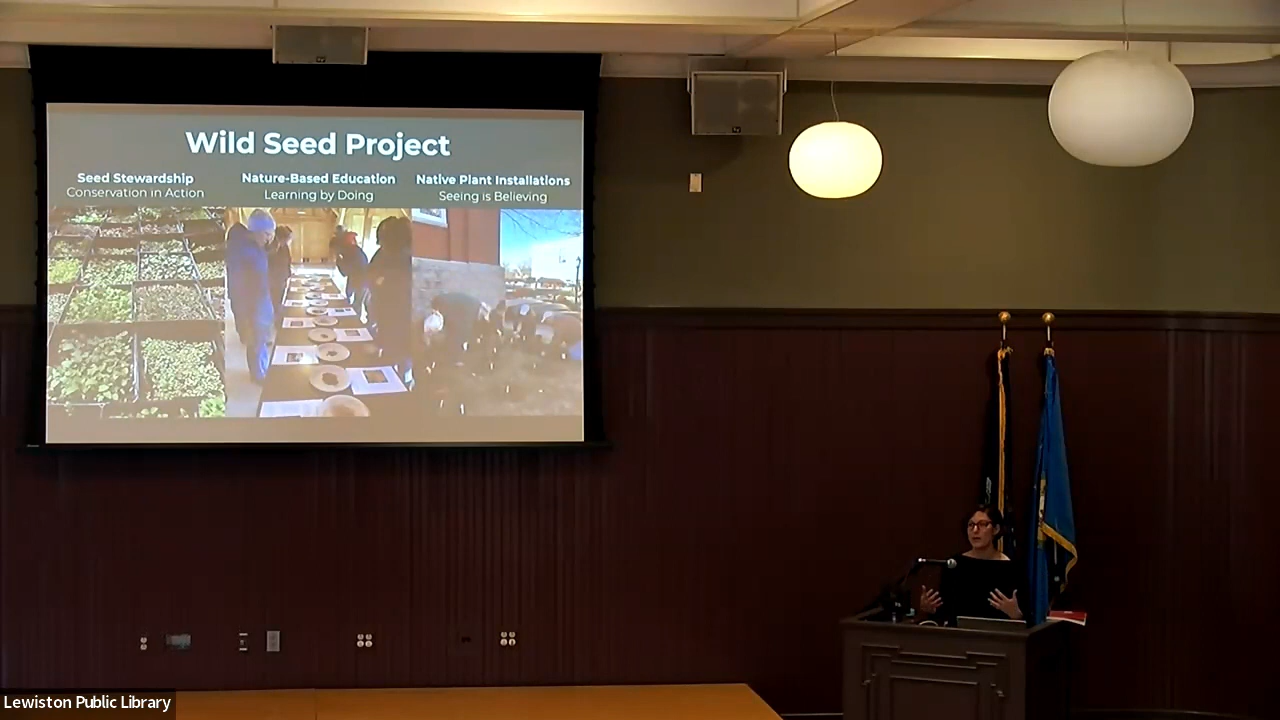 Wild Seed Project
Seed Stewardship
Conservation in Action
Nature-Based Education
Learning by Doing
Native Plant Installations
Seeing is Believing
Lewiston Public Library